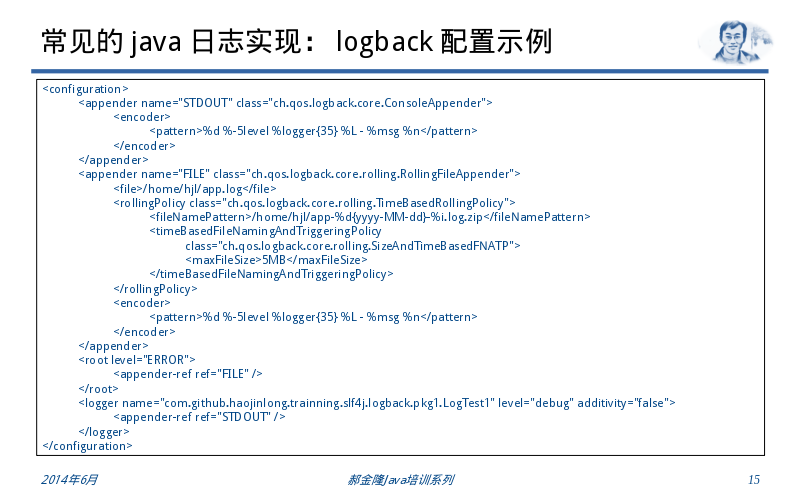 常见的 java 日志实现： logback 配置示例
<configuration>
<appender name="STDOUT" class="ch.qos.logback.core.ConsoleAppender">
<encoder>
<pattern>%d %-5level %logger{35} %L - %msg %n</pattern>
</encoder>
</appender>
<appender name="FILE" class="ch.qos.logback.core.rolling.RollingFileAppender">
<file>/home/hjl/app.log</file>
<rollingPolicy class="ch.qos.logback.core.rolling.TimeBasedRollingPolicy">
<fileNamePattern>/home/hjl/app-%d{yyyy-MM-dd}-%i.log.zip</fileNamePattern>
<timeBasedFileNamingAndTriggeringPolicy
class="ch.qos.logback.core.rolling.SizeAndTimeBasedFNATP">
<maxFileSize>5MB</maxFileSize>
</timeBasedFileNamingAndTriggeringPolicy>
</rollingPolicy>
<encoder>
<pattern>%d %-5level %logger{35} %L - %msg %n</pattern>
</encoder>
</appender>
<root level="ERROR">
<appender-ref ref="FILE" />
</root>
<logger name="com.github.haojinlong.trainning.slf4j.logback.pkg1.LogTest1" level="debug" additivity="false">
<appender-ref ref="STDOUT" />
</logger>
</configuration>
2014年6月 郝金隆Java培训系列 15